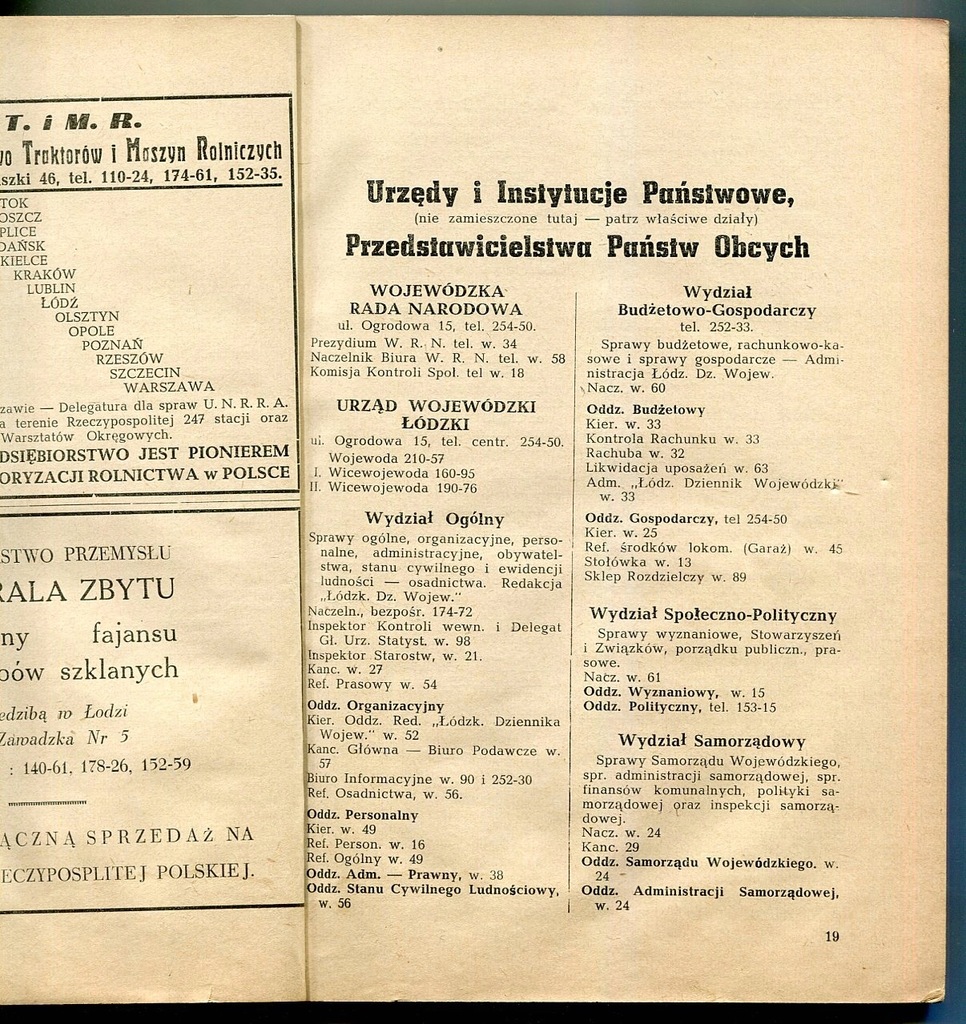 T. i M. R.
Traktorów i Maszyn Rolniczych
46, tel. 110-24, 174-61, 152-35.
TOK
OSZCZ
PLICE
DAŃSK
KIELCE
KRAKÓW
LUBLIN
ŁÓDŹ
OLSZTYN
OPOLE
POZNAŃ
RZESZÓW
SZCZECIN
WARSZAWA
zawie — Delegatura dla spraw U. N. R. R. A.
a terenie Rzeczypospolitej 247 stacji oraz
Warsztatów Okręgowych.
DSIĘBIORSTWO JEST PIONIEREM
ORYZACJI ROLNICTWA w POLSCE
STWO PRZEMYSŁU
RALA ZBYTU
ny fajansu
bów szklanych
edzibą w Łodzi
Zawadzka Nr 5
: 140-61, 178-26, 152-59
ĄCZNĄ SPRZEDAŻ NA
ECZYPOSPLITEJ POLSKIEJ.
Urzędy i Instytucje Państwowe,
(nie zamieszczone tutaj — patrz właściwe działy)
Przedstawicielstwa Państw Obcych
WOJEWÓDZKA
RADA NARODOWA
ul. Ogrodowa 15, tel. 254-50.
Prezydium W. R. N. tel. w. 34
Naczelnik Biura W. R. N. tel. w. 58
Komisja Kontroli Społ. tel w. 18
URZĄD WOJEWÓDZKI
ŁÓDZKI
ul. Ogrodowa 15, tel. centr. 254-50.
Wojewoda 210-57
I. Wicewojewoda 160-95
II. Wicewojewoda 190-76
Wydział Ogólny
Sprawy ogólne, organizacyjne, perso-
nalne, administracyjne, obywatel-
stwa, stanu cywilnego i ewidencji
ludności — osadnictwa. Redakcja
„Łódzk. Dz. Wojew."
Naczeln., bezpośr. 174-72
Inspektor Kontroli wewn. i Delegat
Gł. Urz. Statyst. w. 98
Inspektor Starostw, w. 21.
Kanc. w. 27
Ref. Prasowy w. 54
Oddz. Organizacyjny
Kier. Oddz. Red. „Łódzk. Dziennika
Wojew." w. 52
Kanc. Główna — Biuro Podawcze w.
57
Biuro Informacyjne w. 90 i 252-30
Ref. Osadnictwa, w. 56.
Oddz. Personalny
Kier. w. 49
Ref. Person. w. 16
Ref. Ogólny w. 49
Oddz. Adm. — Prawny, w. 38
Oddz. Stanu Cywilnego Ludnościowy,
w. 56
Wydział
Budżetowo-Gospodarczy
tel. 252-33.
Sprawy budżetowe, rachunkowo-ka-
sowe i sprawy gospodarcze — Admi-
nistracja Łódz. Dz. Wojew.
Nacz. w. 60
Oddz. Budżetowy
Kier. w. 33
Kontrola Rachunku w. 33
Rachuba w. 32
Likwidacja uposażeń w. 63
Adm. „Łódz. Dziennik Wojewódzki"
w. 33
Oddz. Gospodarczy, tel 254-50
Kier. w. 25
Ref. środków lokom. (Garaż) w. 45
Stołówka w. 13
Sklep Rozdzielczy w. 89
Wydział Społeczno-Polityczny
Sprawy wyznaniowe, Stowarzyszeń
i Związków, porządku publiczn., pra-
sowe.
Nacz. w. 61
Oddz. Wyznaniowy, w. 15
Oddz. Polityczny, tel. 153-15
Wydział Samorządowy
Sprawy Samorządu Wojewódzkiego,
spr. administracji samorządowej, spr.
finansów komunalnych, polityki sa-
morządowej oraz inspekcji samorzą-
dowej.
Nacz. w. 24
Kanc. 29
Oddz. Samorządu Wojewódzkiego. w.
24
Oddz. Administracji Samorządowej,
w. 24
19